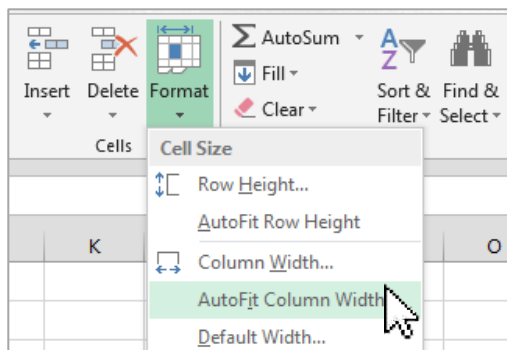 AutoSum
Fill
Insert Delete Format Sort & Find &
Clear Filter Select
Cells
Cell Size
Row Height...
AutoFit Row Height
K O
Column Width...
AutoFit Column Width
Default Width...